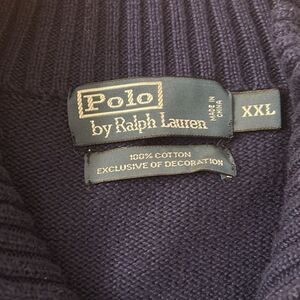 Polo
by Ralph Lauren
MADE IN
CHINA
XXL
100% COTTON
EXCLUSIVE OF DECORATION